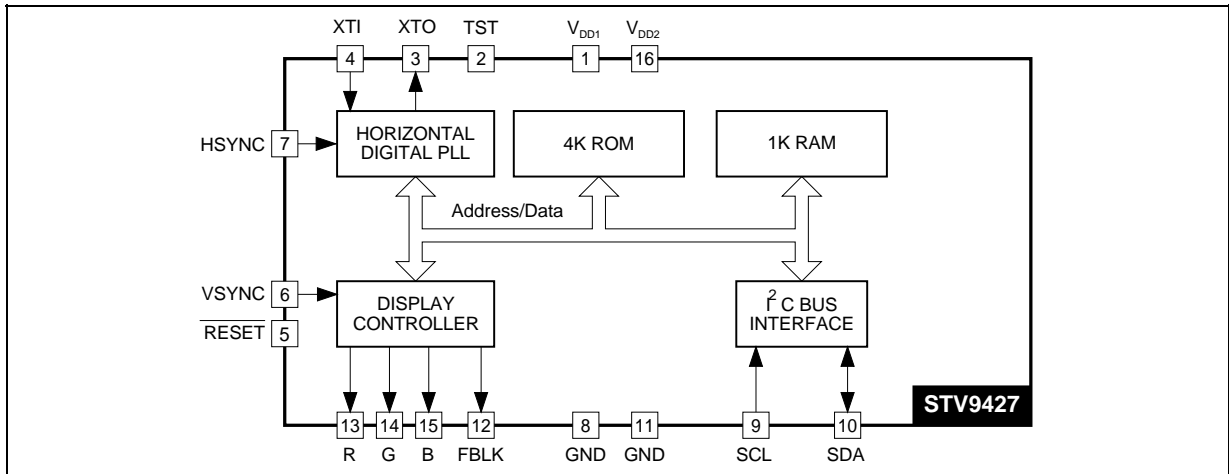 XTI XTO TST VDD1 VDD2
4 3 2 1 16
HSYNC 7
HORIZONTAL
DIGITAL PLL
4K ROM
1K RAM
Address/Data
VSYNC 6
RESET 5
DISPLAY
CONTROLLER
I2C BUS
INTERFACE
STV9427
13 14 15 12 8 11 9 10
R G B FBLK GND GND SCL SDA